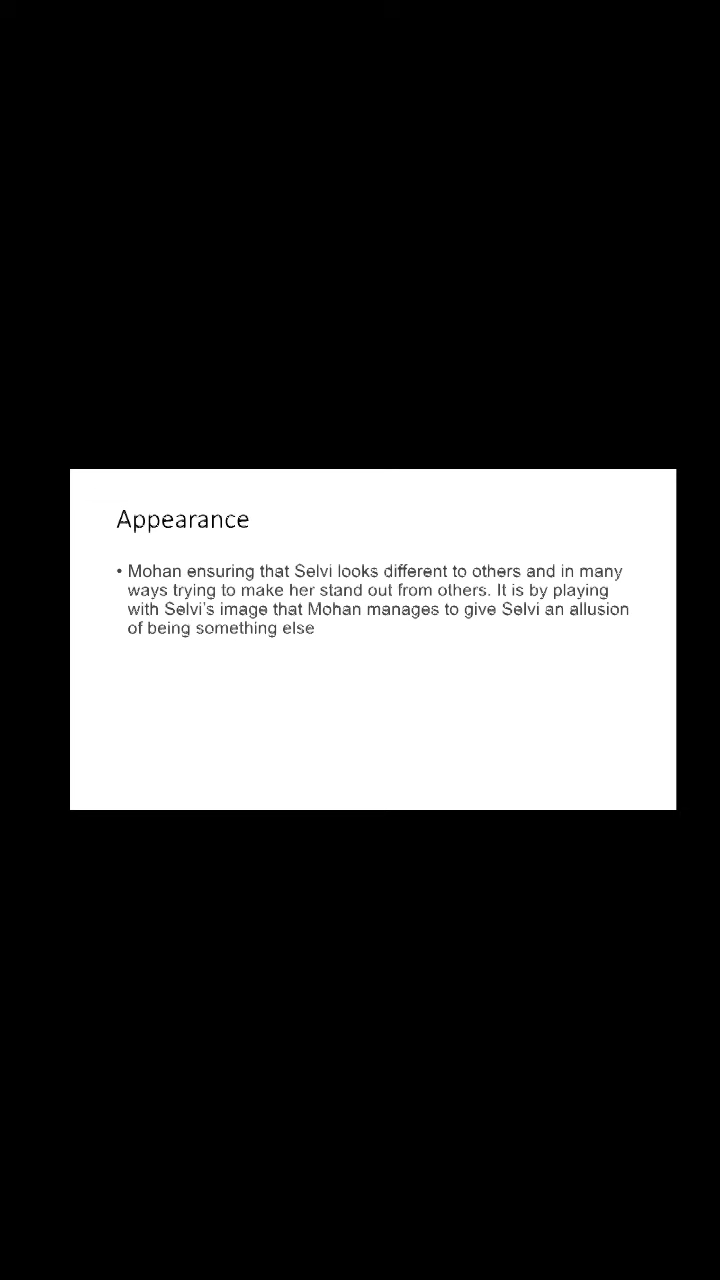 Appearance
• Mohan ensuring that Selvi looks different to others and in many
ways trying to make her stand out from others. It is by playing
with Selvi's image that Mohan manages to give Selvi an allusion
of being something else